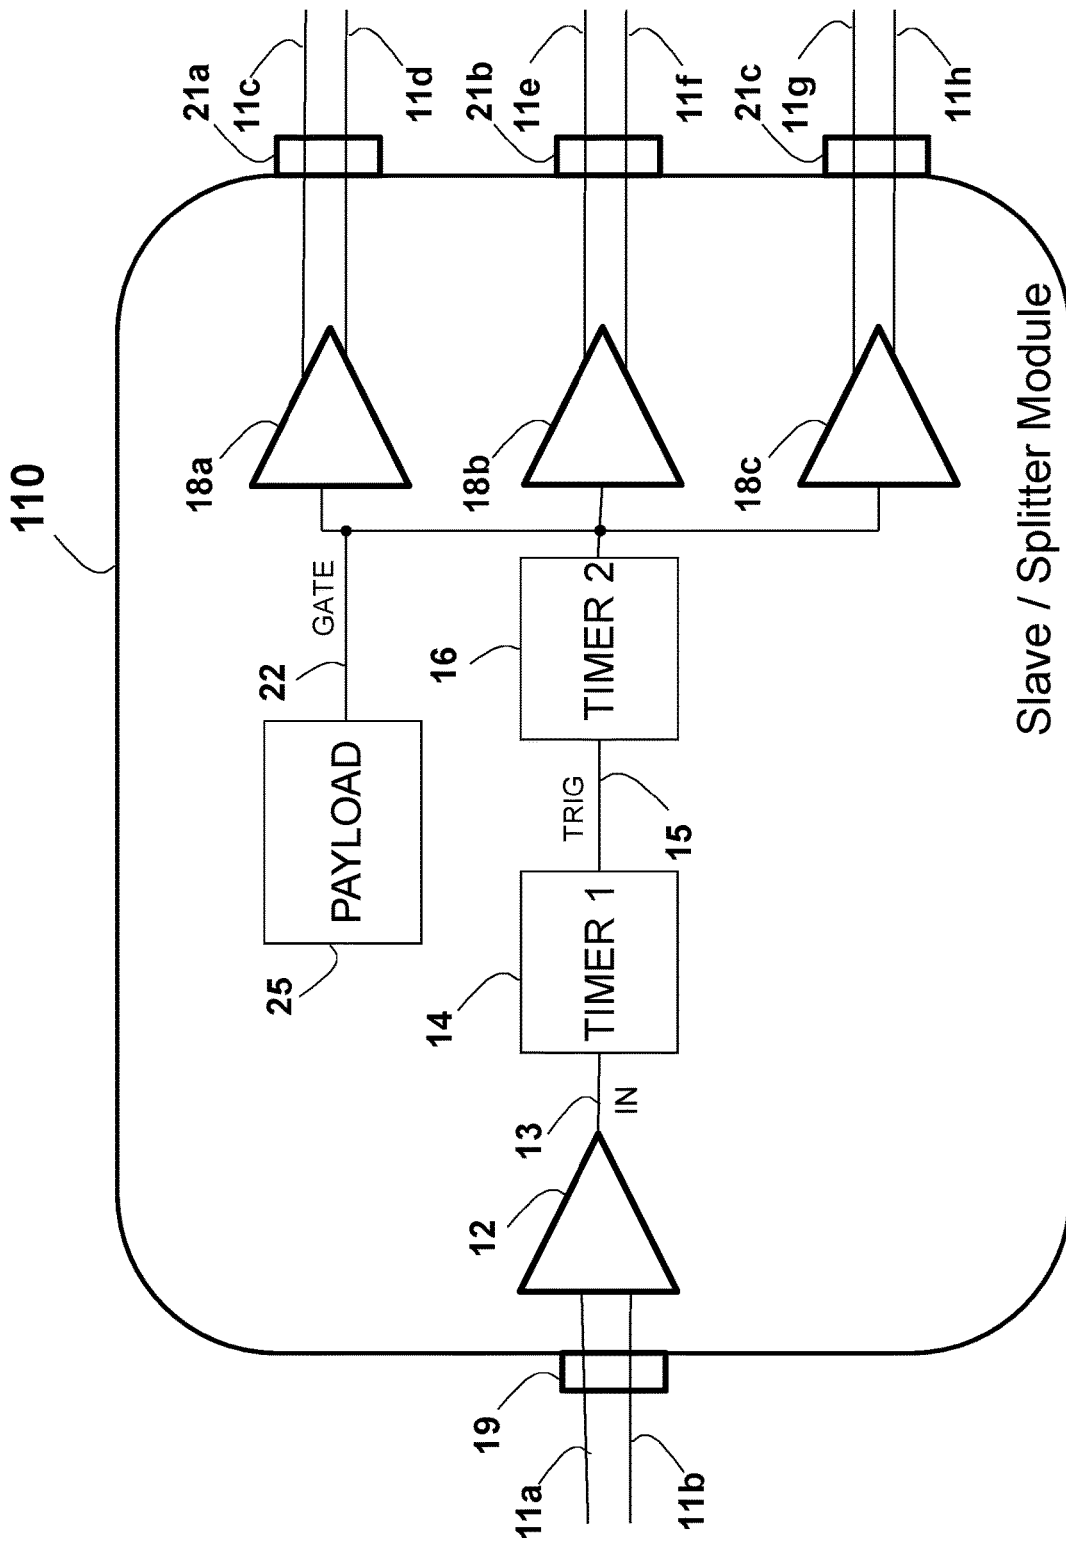 110
21a
11c
11d
18a
GATE
22
PAYLOAD
25
21b
11e
11f
18b
16
TIMER 2
TRIG
15
14
TIMER 1
13
IN
12
19
11a
11b
21c
11g
11h
18c
Slave / Splitter Module